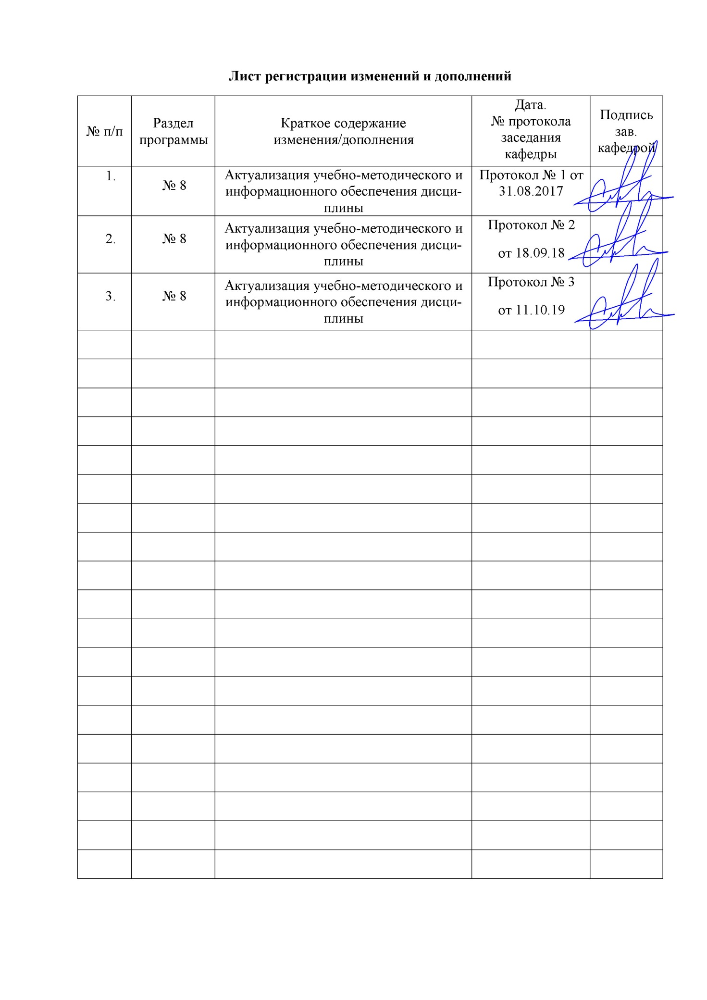 Лист регистрации изменений и дополнений
№ п/п
Раздел
программы
Краткое содержание
изменения/дополнения
Дата.
№ протокола
заседания
кафедры
Подпись
зав.
кафедрой
1.
№ 8
Актуализация учебно-методического и
информационного обеспечения дисци-
плины
Протокол № 1 от
31.08.2017
2.
№ 8
Актуализация учебно-методического и
информационного обеспечения дисци-
плины
Протокол № 2
от 18.09.18
3.
№ 8
Актуализация учебно-методического и
информационного обеспечения дисци-
плины
Протокол № 3
от 11.10.19